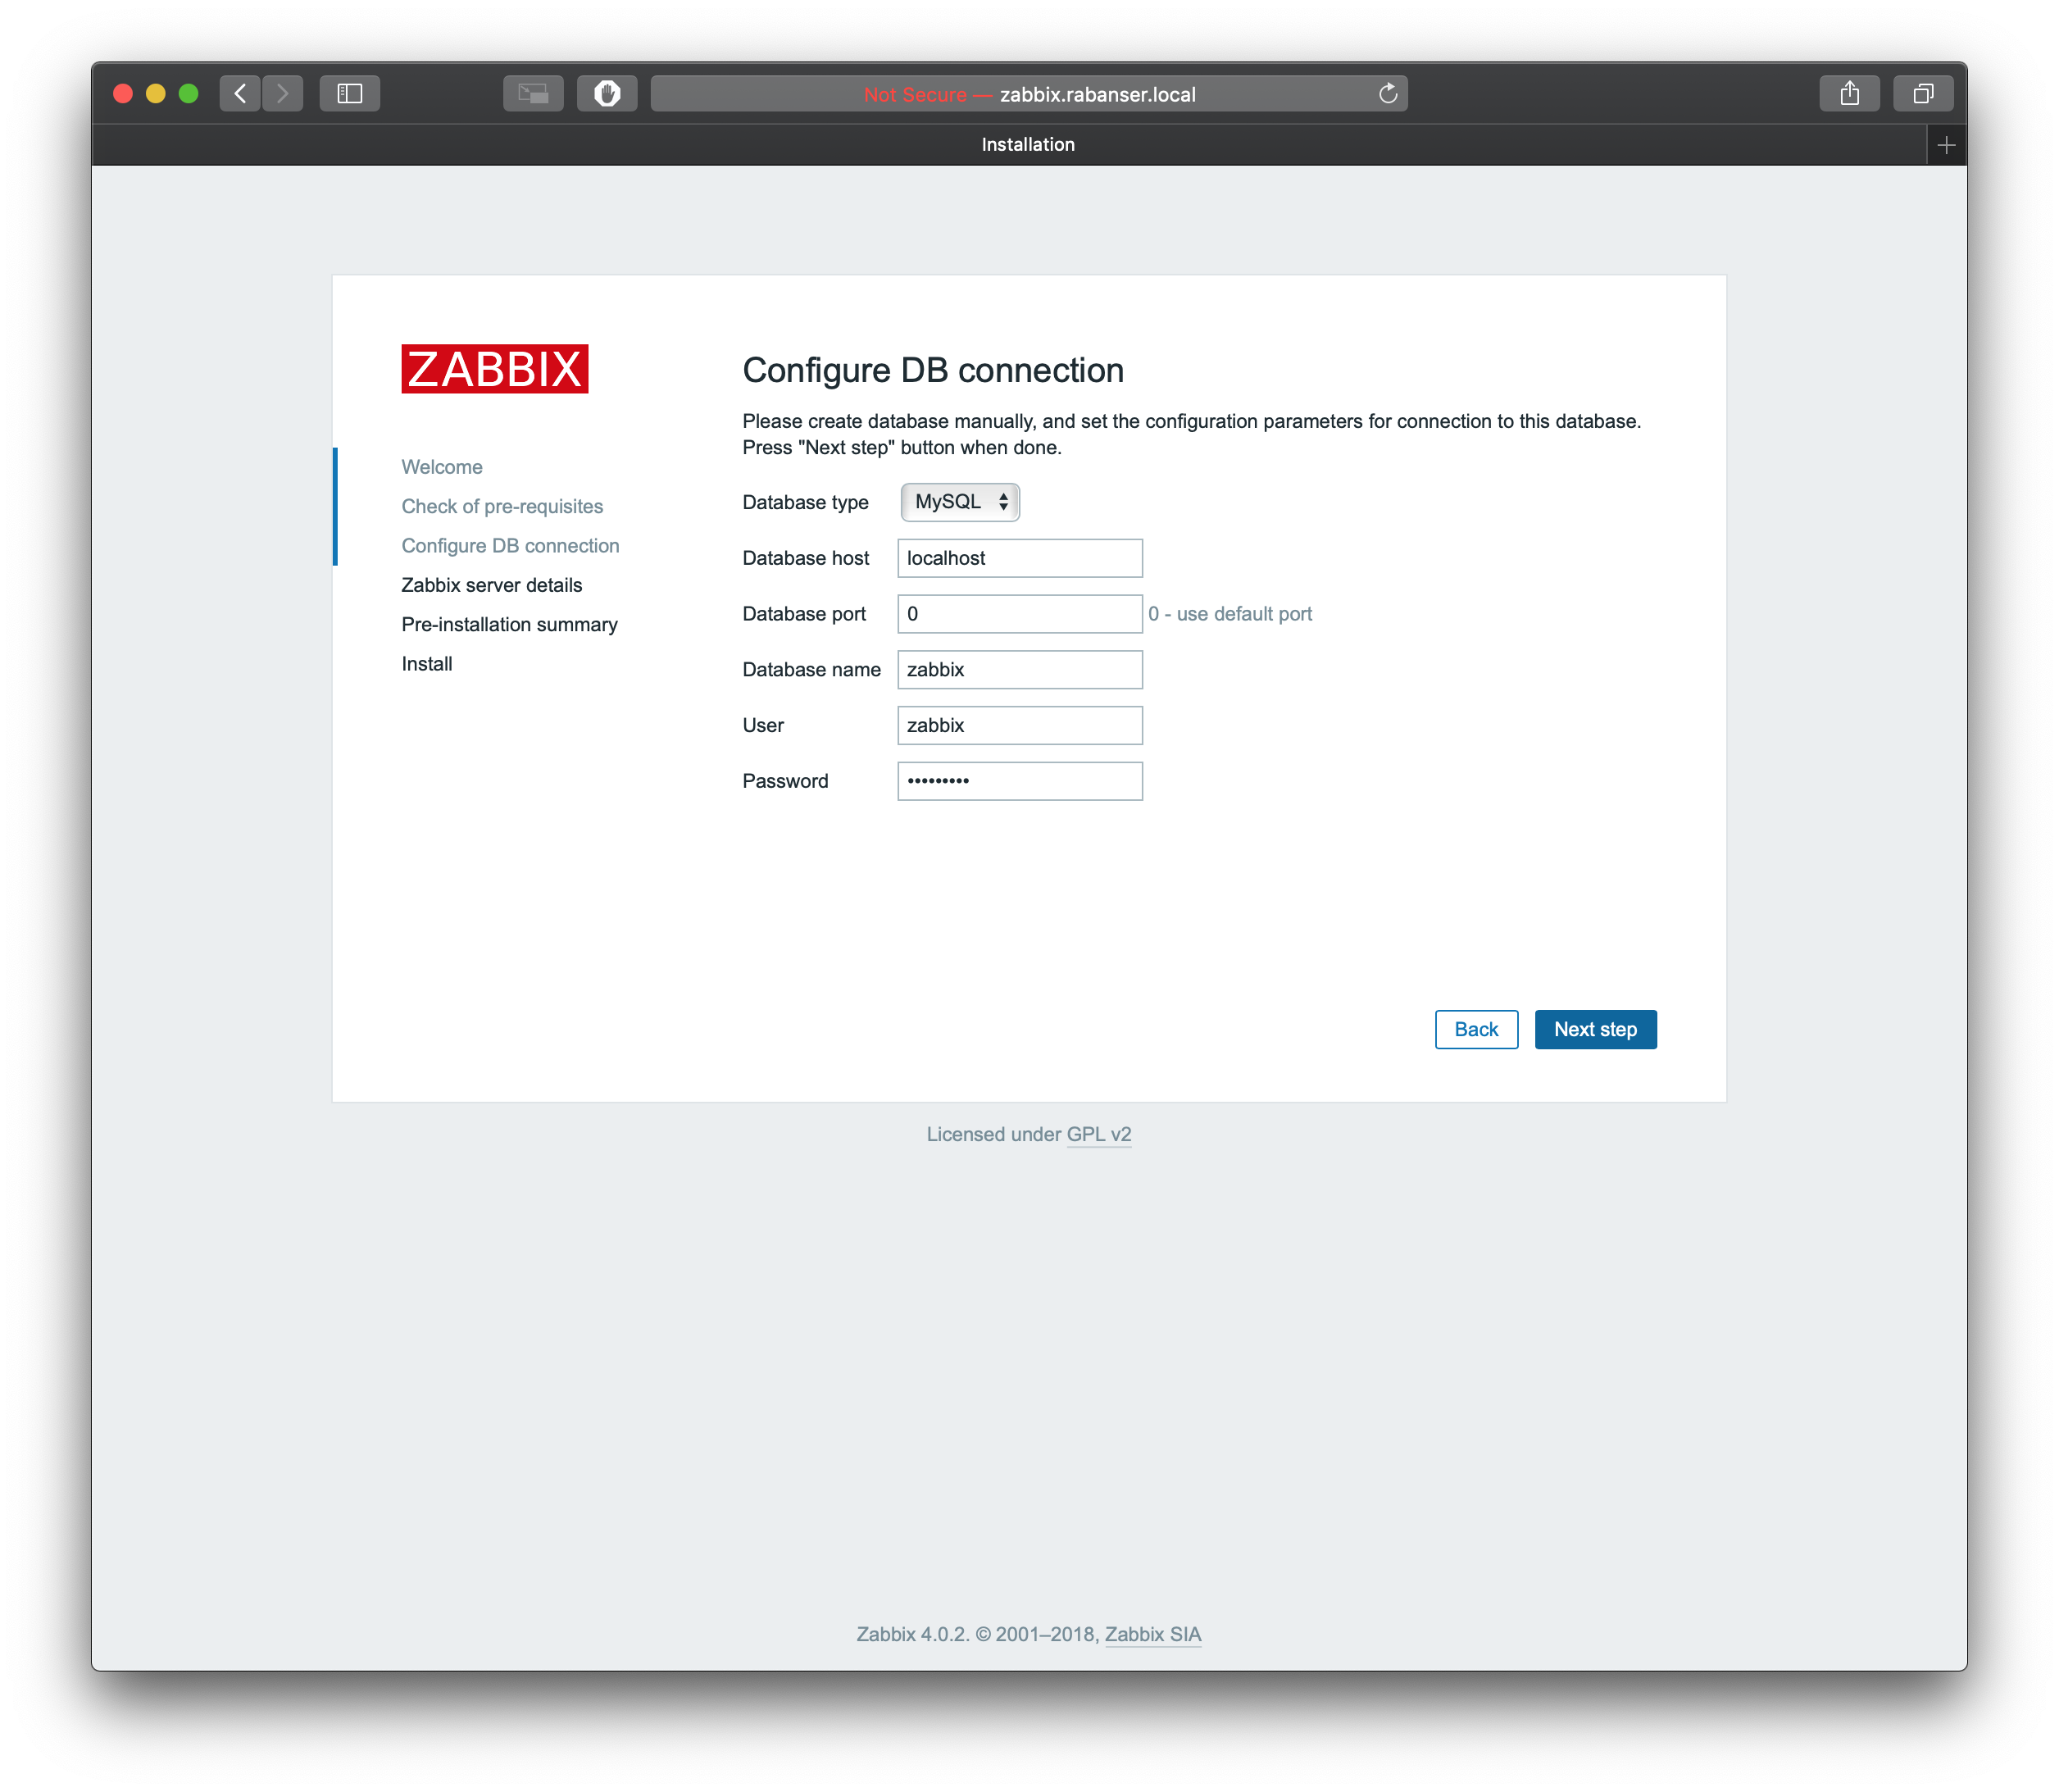 Not Secure — zabbix.rabanser.local
Installation
ZABBIX
Welcome
Check of pre-requisites
Configure DB connection
Zabbix server details
Pre-installation summary
Install
Configure DB connection
Please create database manually, and set the configuration parameters for connection to this database.
Press "Next step" button when done.
Database type MySQL
Database host localhost
Database port 0 0 - use default port
Database name zabbix
User zabbix
Password •••••••••
Back Next step
Licensed under GPL v2
Zabbix 4.0.2. © 2001–2018, Zabbix SIA